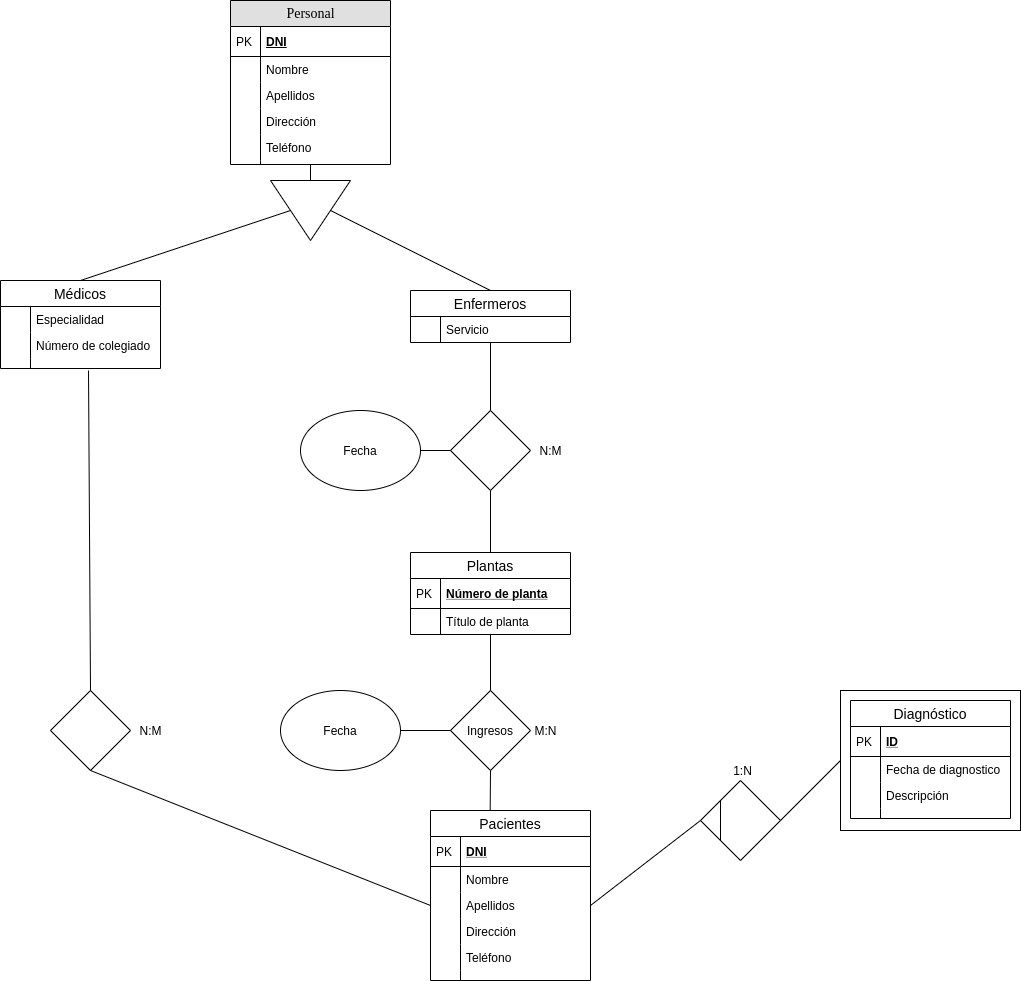 Personal
PK DNI
Nombre
Apellidos
Dirección
Teléfono
Médicos
Especialidad
Número de colegiado
Enfermeros
Servicio
Fecha
N:M
Plantas
PK Número de planta
Título de planta
N:M
Fecha
Ingresos
M:N
Diagnóstico
PK ID
Fecha de diagnostico
Descripción
1:N
Pacientes
PK DNI
Nombre
Apellidos
Dirección
Teléfono